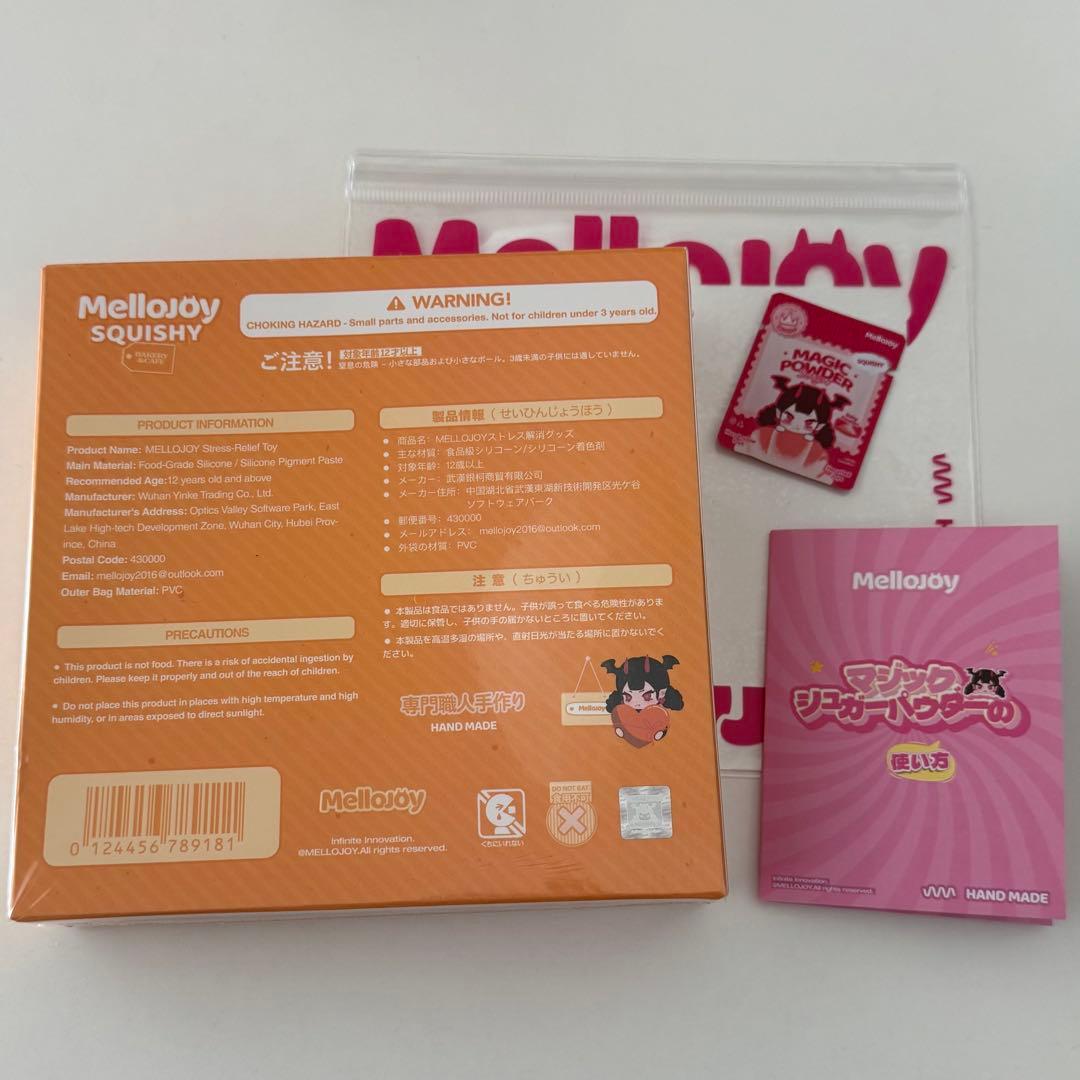 MelloJOY
SQUISHY
BAKERY
&CAFE
WARNING!
CHOKING HAZARD - Small parts and accessories. Not for children under 3 years old.
ご注意!
対象年齢12才以上
窒息の危険 - 小さな部品および小さなボール。3歳未満の子供には適していません。
PRODUCT INFORMATION
Product Name: MELLOJOY Stress-Relief Toy
Main Material: Food-Grade Silicone / Silicone Pigment Paste
Recommended Age:12 years old and above
Manufacturer: Wuhan Yinke Trading Co., Ltd.
Manufacturer's Address: Optics Valley Software Park, East
Lake High-tech Development Zone, Wuhan City, Hubei Prov-
ince, China
Postal Code: 430000
Email: mellojoy2016@outlook.com
Outer Bag Material: PVC
PRECAUTIONS
● This product is not food. There is a risk of accidental ingestion by
children. Please keep it properly and out of the reach of children.
● Do not place this product in places with high temperature and high
humidity, or in areas exposed to direct sunlight.
製品情報(せいひんじょうほう)
● 商品名: MELLOJOYストレス解消グッズ
● 主な材質: 食品級シリコーン/シリコーン着色剤
● 対象年齢: 12歳以上
● メーカー: 武漢銀柯商貿有限公司
● メーカー住所: 中国湖北省武漢東湖新技術開発区光ケ谷
ソフトウェアパーク
● 郵便番号: 430000
● メールアドレス: mellojoy2016@outlook.com
● 外袋の材質: PVC
注意(ちゅうい)
● 本製品は食品ではありません。子供が誤って食べる危険性がありま
す。適切に保管し、子供の手の届かないところに置いてください。
● 本製品を高温多湿の場所や、直射日光が当たる場所に置かないでく
ださい。
専門職人手作り
HAND MADE
MelloJoy
0 124456 789181
MelloJOY
Infinite Innovation.
@MELLOJOY.All rights reserved.
くちにいれない
DO NOT EAT
食用不可
MelloJOY
MelloJOY
SQUISHY
MAGIC
POWDER
MelloJOY
マジック
シュガーパウダーの
使い方
Infinite Innovation.
@MELLOJOY.All rights reserved.
HAND MADE